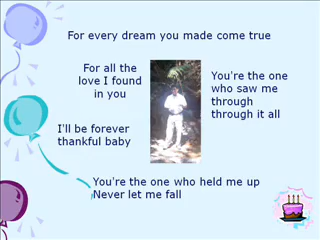 For every dream you made come true
For all the
love I found
in you
You're the one
who saw me
through
through it all
I'll be forever
thankful baby
You're the one who held me up
Never let me fall